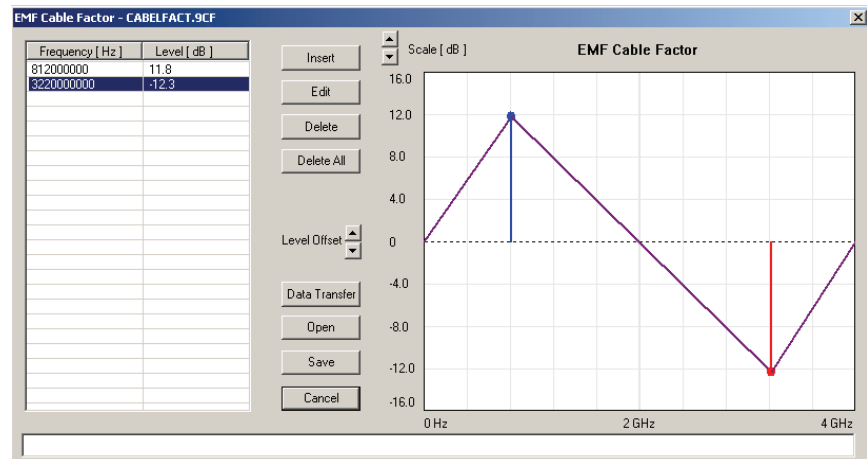 EMF Cable Factor - CABELFACT.9CF
Frequency [ Hz ] Level [ dB ]
812000000 11.8
3220000000 -12.3
Insert
Edit
Delete
Delete All
Level Offset
Data Transfer
Open
Save
Cancel
Scale [ dB ]
EMF Cable Factor
16.0
12.0
8.0
4.0
0
-4.0
-8.0
-12.0
-16.0
0 Hz 2 GHz 4 GHz